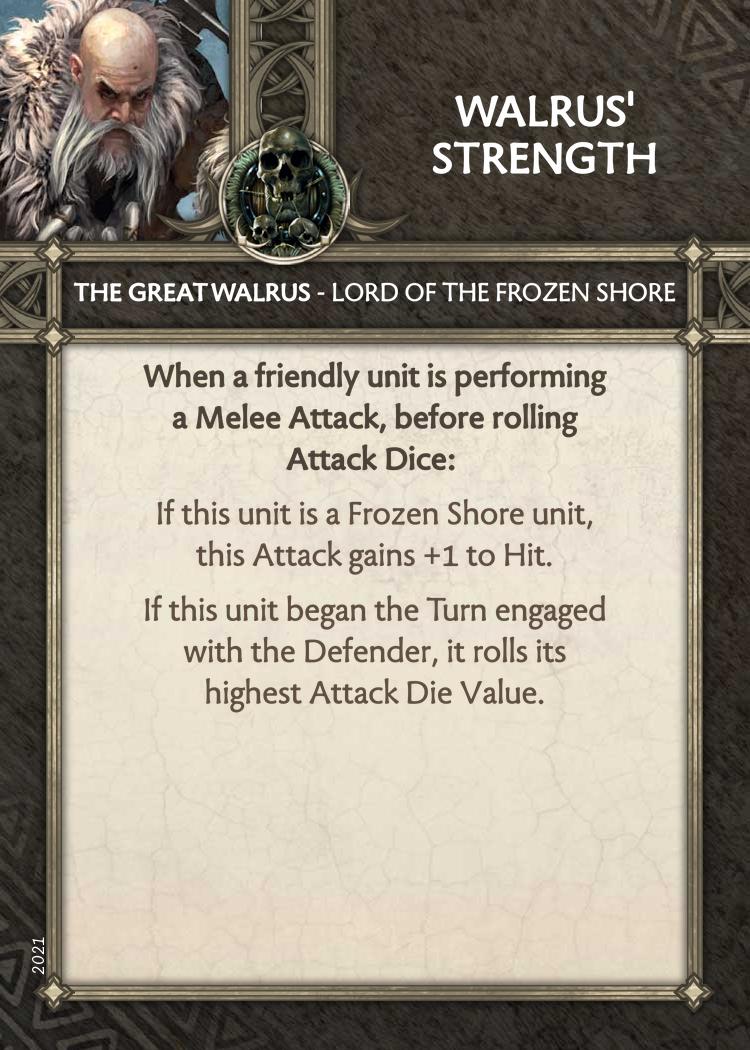 WALRUS'
STRENGTH
THE GREAT WALRUS - LORD OF THE FROZEN SHORE
When a friendly unit is performing
a Melee Attack, before rolling
Attack Dice:
If this unit is a Frozen Shore unit,
this Attack gains +1 to Hit.
If this unit began the Turn engaged
with the Defender, it rolls its
highest Attack Die Value.
2021